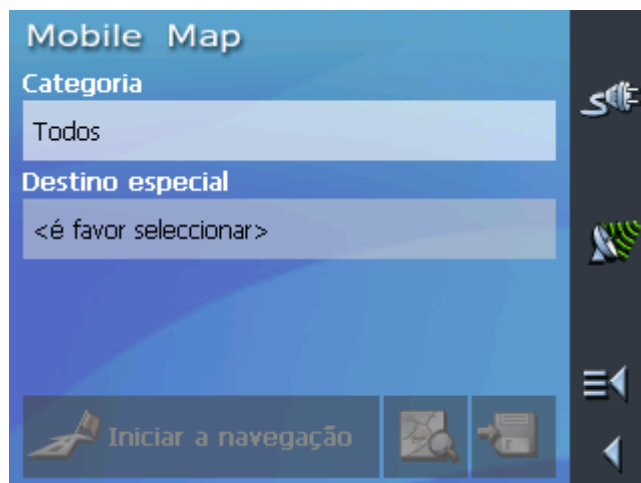 Mobile Map
Categoria
Todos
Destino especial
<é favor seleccionar>
Iniciar a navegação